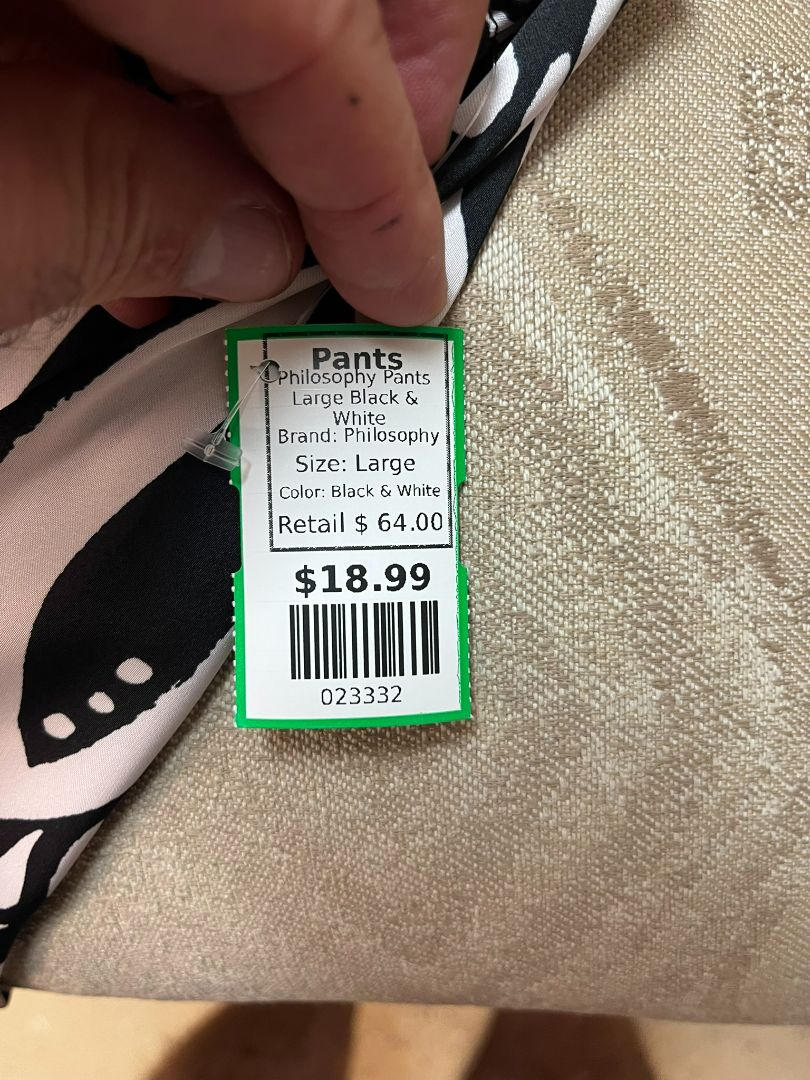 Pants
Philosophy Pants
Large Black &
White
Brand: Philosophy
Size: Large
Color: Black & White
Retail $ 64.00
$18.99
023332